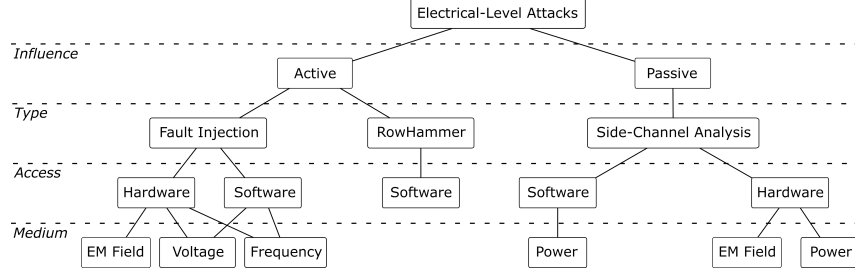 Electrical-Level Attacks
Influence
Active Passive
Type
Fault Injection RowHammer Side-Channel Analysis
Access
Hardware Software Software Software Hardware
Medium
EM Field Voltage Frequency Power EM Field Power